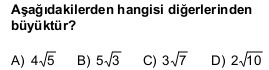 Aşağıdakilerden hangisi diğerlerinden
büyüktür?
A) 4√5 B) 5√3 C) 3√7 D) 2√10